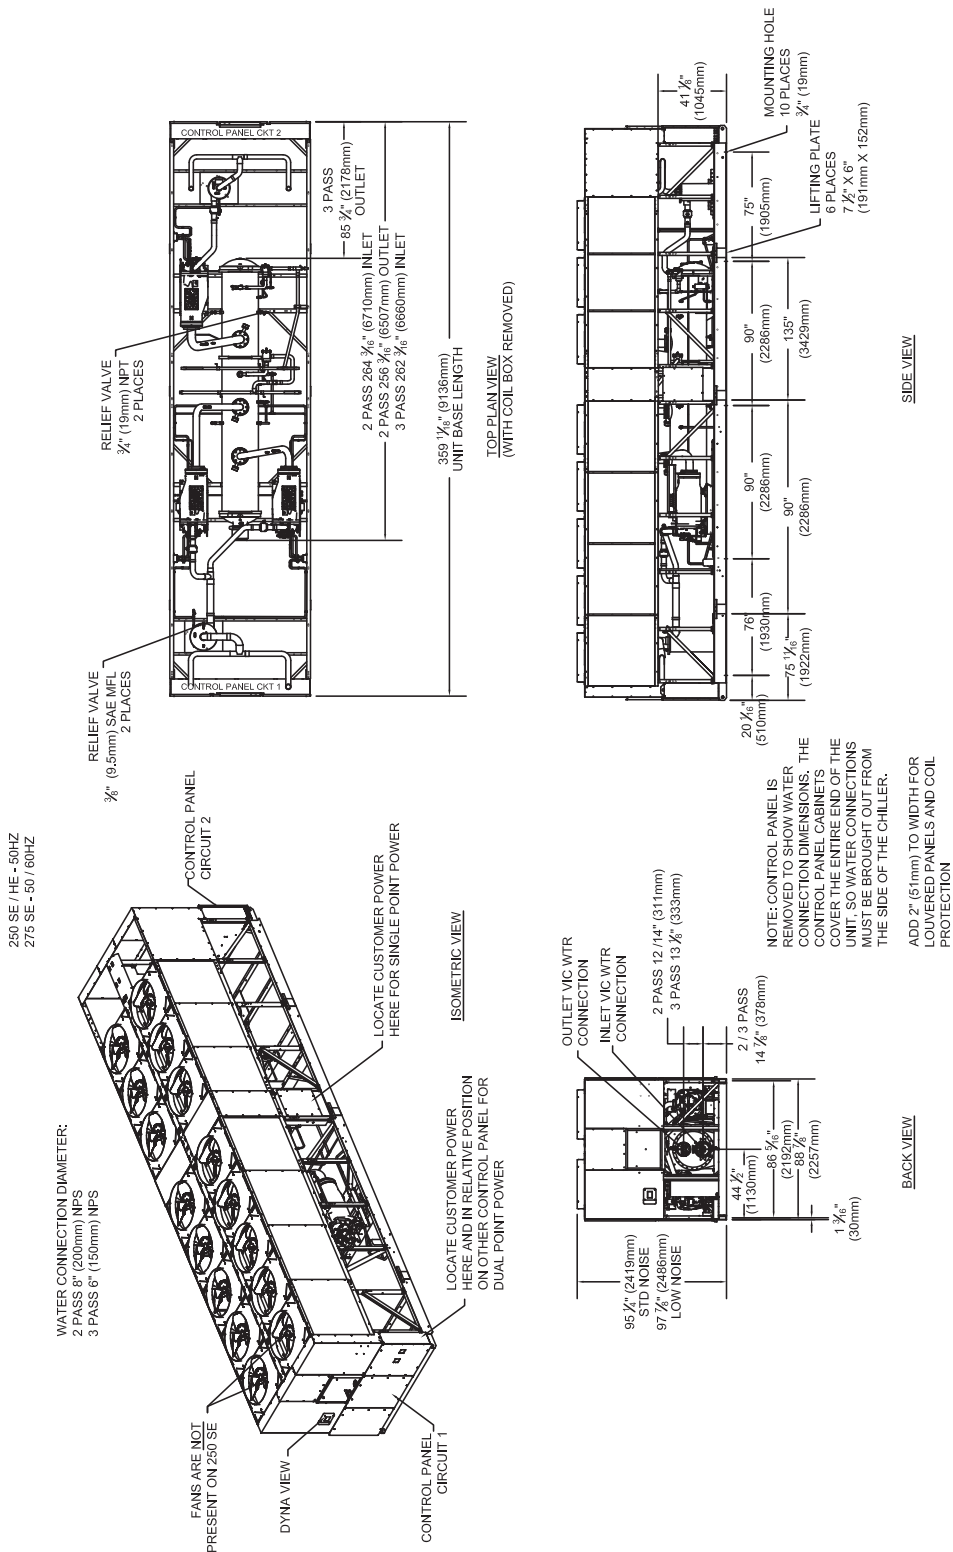 250 SE / HE - 50HZ
275 SE - 50 / 60HZ
WATER CONNECTION DIAMETER:
2 PASS 8" (200mm) NPS
3 PASS 6" (150mm) NPS
FANS ARE NOT
PRESENT ON 250 SE
DYNA VIEW
CONTROL PANEL
CIRCUIT 1
CONTROL PANEL
CIRCUIT 2
LOCATE CUSTOMER POWER
HERE FOR SINGLE POINT POWER
LOCATE CUSTOMER POWER
HERE AND IN RELATIVE POSITION
ON OTHER CONTROL PANEL FOR
DUAL POINT POWER
ISOMETRIC VIEW
RELIEF VALVE
3/8" (9.5mm) SAE MFL
2 PLACES
RELIEF VALVE
3/4" (19mm) NPT
2 PLACES
CONTROL PANEL CKT 1
CONTROL PANEL CKT 2
3 PASS
85 3/4" (2178mm)
OUTLET
2 PASS 264 3/16" (6710mm) INLET
2 PASS 256 3/16" (6507mm) OUTLET
3 PASS 262 3/16" (6660mm) INLET
359 11/16" (9136mm)
UNIT BASE LENGTH
TOP PLAN VIEW
(WITH COIL BOX REMOVED)
OUTLET VIC WTR
CONNECTION
INLET VIC WTR
CONNECTION
2 PASS 12 /14" (311mm)
3 PASS 13 1/8" (333mm)
2 / 3 PASS
14 7/8" (378mm)
95 1/4" (2419mm)
STD NOISE
97 7/8" (2486mm)
LOW NOISE
44 1/2"
(1130mm)
86 5/16"
(2192mm)
88 7/8"
(2257mm)
1 3/16"
(30mm)
BACK VIEW
NOTE: CONTROL PANEL IS
REMOVED TO SHOW WATER
CONNECTION DIMENSIONS. THE
CONTROL PANEL CABINETS
COVER THE ENTIRE END OF THE
UNIT, SO WATER CONNECTIONS
MUST BE BROUGHT OUT FROM
THE SIDE OF THE CHILLER.
ADD 2" (51mm) TO WIDTH FOR
LOUVERED PANELS AND COIL
PROTECTION
41 1/8"
(1045mm)
MOUNTING HOLE
10 PLACES
3/4" (19mm)
LIFTING PLATE
6 PLACES
7 1/2" X 6"
(191mm X 152mm)
20 1/16"
(510mm)
76"
(1930mm)
90"
(2286mm)
90"
(2286mm)
75"
(1905mm)
75 11/16"
(1922mm)
90"
(2286mm)
135"
(3429mm)
SIDE VIEW